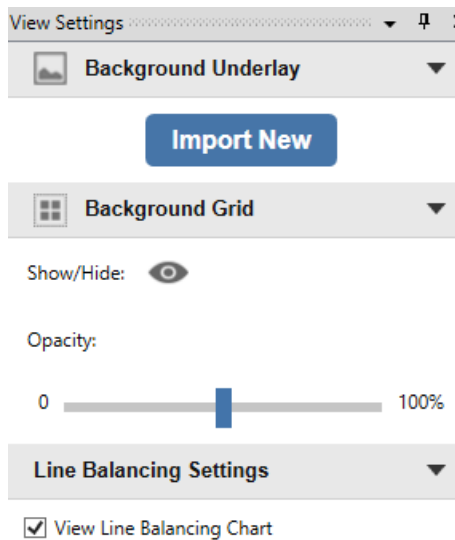 View Settings
Background Underlay
Import New
Background Grid
Show/Hide:
Opacity:
0 100%
Line Balancing Settings
View Line Balancing Chart